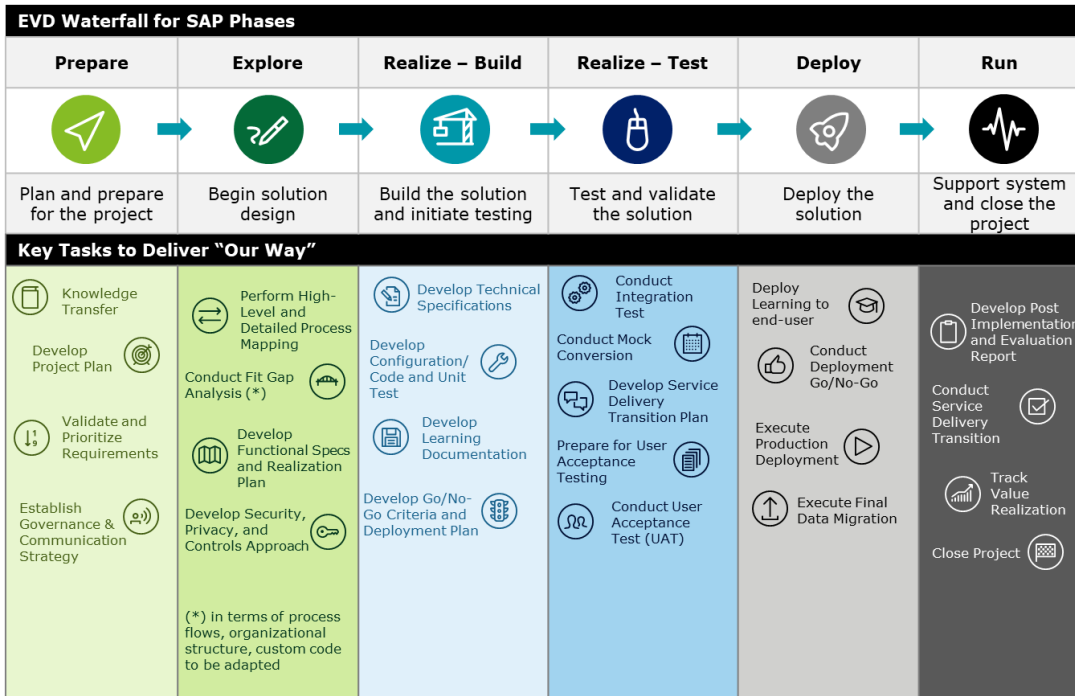 EVD Waterfall for SAP Phases
Prepare
Explore
Realize – Build
Realize – Test
Deploy
Run
Plan and prepare
for the project
Begin solution
design
Build the solution
and initiate testing
Test and validate
the solution
Deploy the
solution
Support system
and close the
project
Key Tasks to Deliver “Our Way”
Knowledge
Transfer
Develop
Project Plan
Validate and
Prioritize
Requirements
1
9
Establish
Governance &
Communication
Strategy
Perform High-
Level and
Detailed Process
Mapping
Conduct Fit Gap
Analysis (*)
Develop
Functional Specs
and Realization
Plan
Develop Security,
Privacy, and
Controls Approach
(*) in terms of process
flows, organizational
structure, custom code
to be adapted
Develop Technical
Specifications
Develop
Configuration/
Code and Unit
Test
Develop
Learning
Documentation
Develop Go/No-
Go Criteria and
Deployment Plan
Conduct
Integration
Test
Conduct Mock
Conversion
Develop Service
Delivery
Transition Plan
Prepare for User
Acceptance
Testing
Conduct User
Acceptance
Test (UAT)
Deploy
Learning to
end-user
Conduct
Deployment
Go/No-Go
Execute
Production
Deployment
Execute Final
Data Migration
Develop Post
Implementation
and Evaluation
Report
Conduct
Service
Delivery
Transition
Track
Value
Realization
Close Project